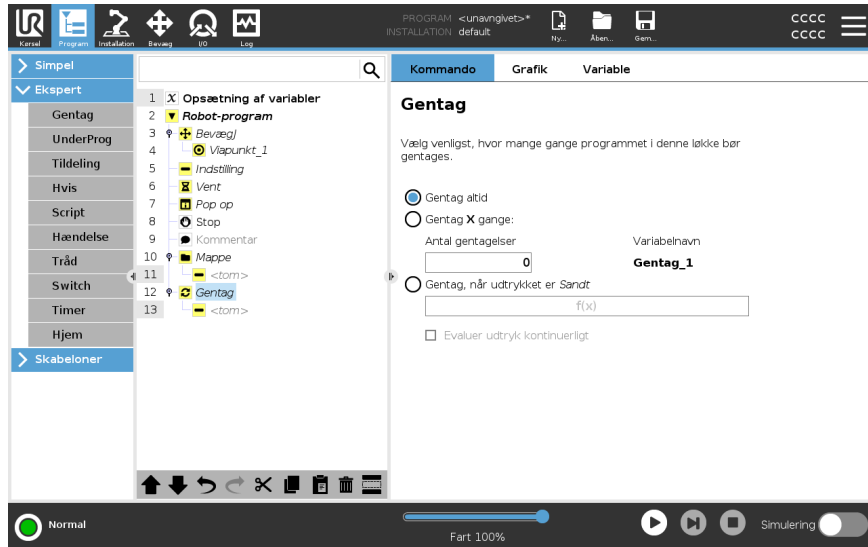 UR
PROGRAM <unavngivet>*
INSTALLATION default
Kørsel Program Installation Bevæg I/O Log Ny... Åben... Gem...
cccc
cccc
Simpel
Ekspert
Gentag
UnderProg
Tildeling
Hvis
Script
Hændelse
Tråd
Switch
Timer
Hjem
Skabeloner
1 X Opsætning af variabler
2 Robot-program
3 BevægJ
4 Viapunkt_1
5 Indstilling
6 Vent
7 Pop op
8 Stop
9 Kommentar
10 Mappe
11 <tom>
12 Gentag
13 <tom>
Kommando Grafik Variable
Gentag
Vælg venligst, hvor mange gange programmet i denne løkke bør
gentages.
Gentag altid
Gentag X gange:
Antal gentagelser Variabelnavn
0 Gentag_1
Gentag, når udtrykket er Sandt
f(x)
Evaluer udtryk kontinuerligt
Normal
Fart 100%
Simulering